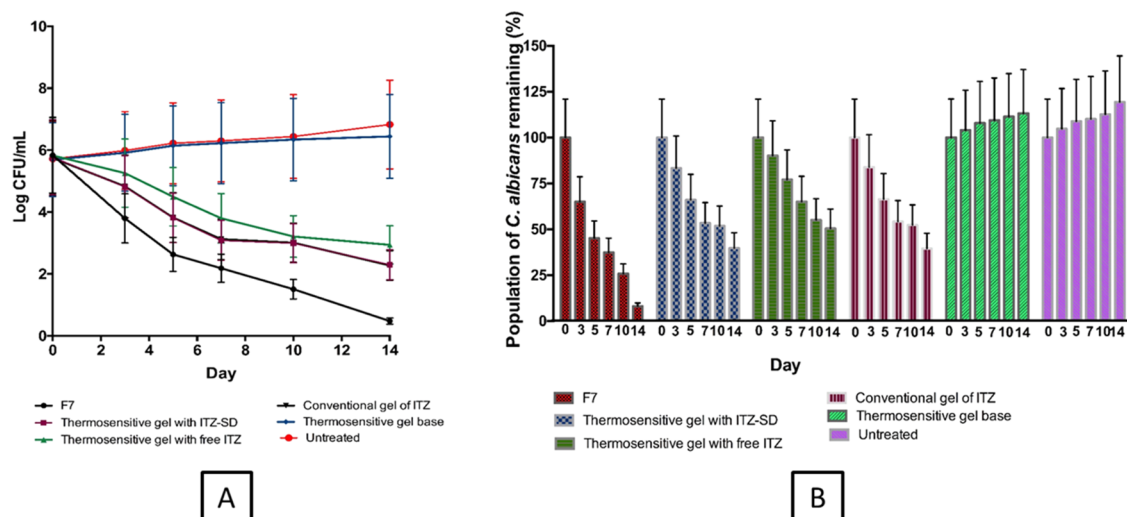 10
8
6
4
2
0
Log CFU/mL
0 2 4 6 8 10 12 14
Day
F7
Thermosensitive gel with ITZ-SD
Thermosensitive gel with free ITZ
Conventional gel of ITZ
Thermosensitive gel base
Untreated
A
150
125
100
75
50
25
0
Population of C. albicans remaining (%)
0 3 5 7 10 14 0 3 5 7 10 14 0 3 5 7 10 14 0 3 5 7 10 14 0 3 5 7 10 14 0 3 5 7 10 14
Day
F7
Thermosensitive gel with ITZ-SD
Thermosensitive gel with free ITZ
Conventional gel of ITZ
Thermosensitive gel base
Untreated
B